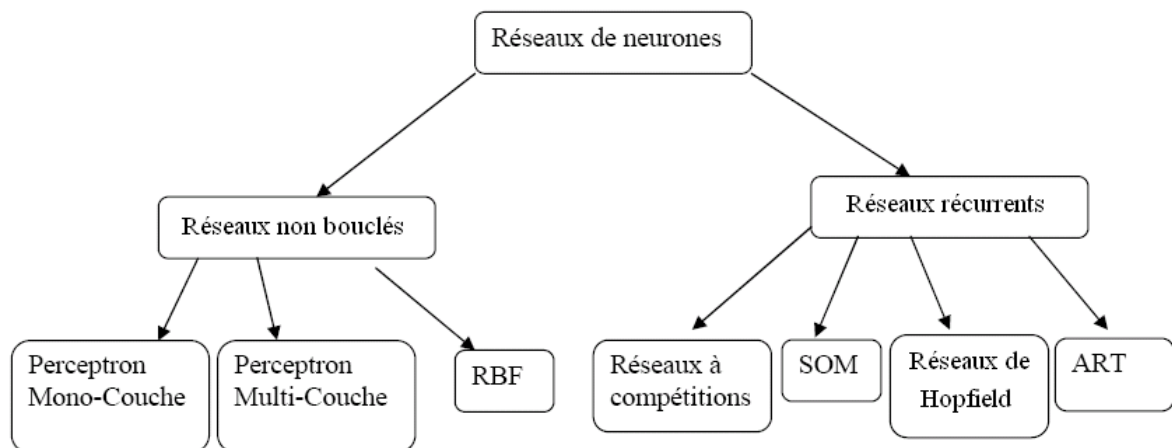 Réseaux de neurones
Réseaux non bouclés
Réseaux récurrents
Perceptron
Mono-Couche
Perceptron
Multi-Couche
RBF
Réseaux à
compétitions
SOM
Réseaux de
Hopfield
ART